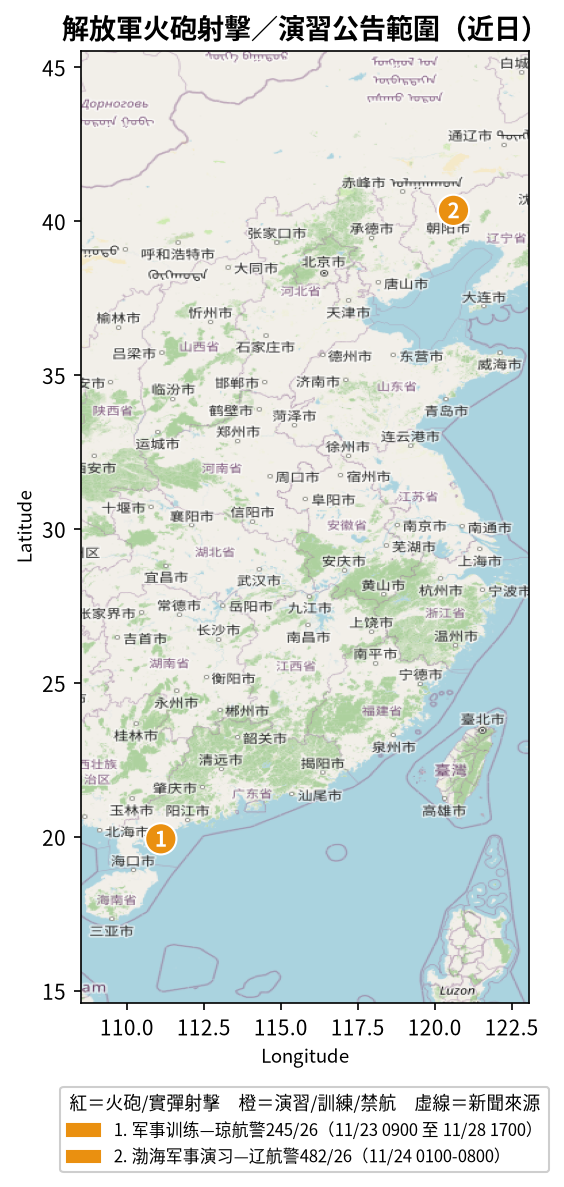 解放軍火砲射擊／演習公告範圍（近日）
45
40
35
30
25
20
15
Latitude
白城
Дорноговь
通辽市
赤峰市
沈
2
朝阳市
张家口市
承德市
辽宁省
呼和浩特市
大同市
北京市
河北省
唐山市
大连市
榆林市
忻州市
天津市
吕梁市
山西省
石家庄市
德州市
东营市
威海市
安市
临汾市
邯郸市
济南市
山东省
陕西省
鹤壁市
菏泽市
青岛市
运城市
郑州市
徐州市
连云港市
西安市
河南省
周口市
宿州市
十堰市
襄阳市
信阳市
阜阳市
江苏省
安徽省
南京市
南通市
区
湖北省
芜湖市
上海市
宜昌市
武汉市
安庆市
黄山市
杭州市
宁波市
张家界市
常德市
岳阳市
九江市
浙江省
吉首市
长沙市
南昌市
上饶市
温州市
湖南省
江西省
南平市
衡阳市
宁德市
永州市
郴州市
福建省
桂林市
韶关市
泉州市
臺北市
西壮族
治区
清远市
揭阳市
臺灣
肇庆市
广东省
汕尾市
玉林市
阳江市
高雄市
北海市
1
海口市
海南省
三亚市
am
Luzon
110.0 112.5 115.0 117.5 120.0 122.5
Longitude
紅＝火砲/實彈射擊 橙＝演習/訓練/禁航 虛線＝新聞來源
1. 军事训练—琼航警245/26（11/23 0900 至 11/28 1700）
2. 渤海军事演习—辽航警482/26（11/24 0100-0800）